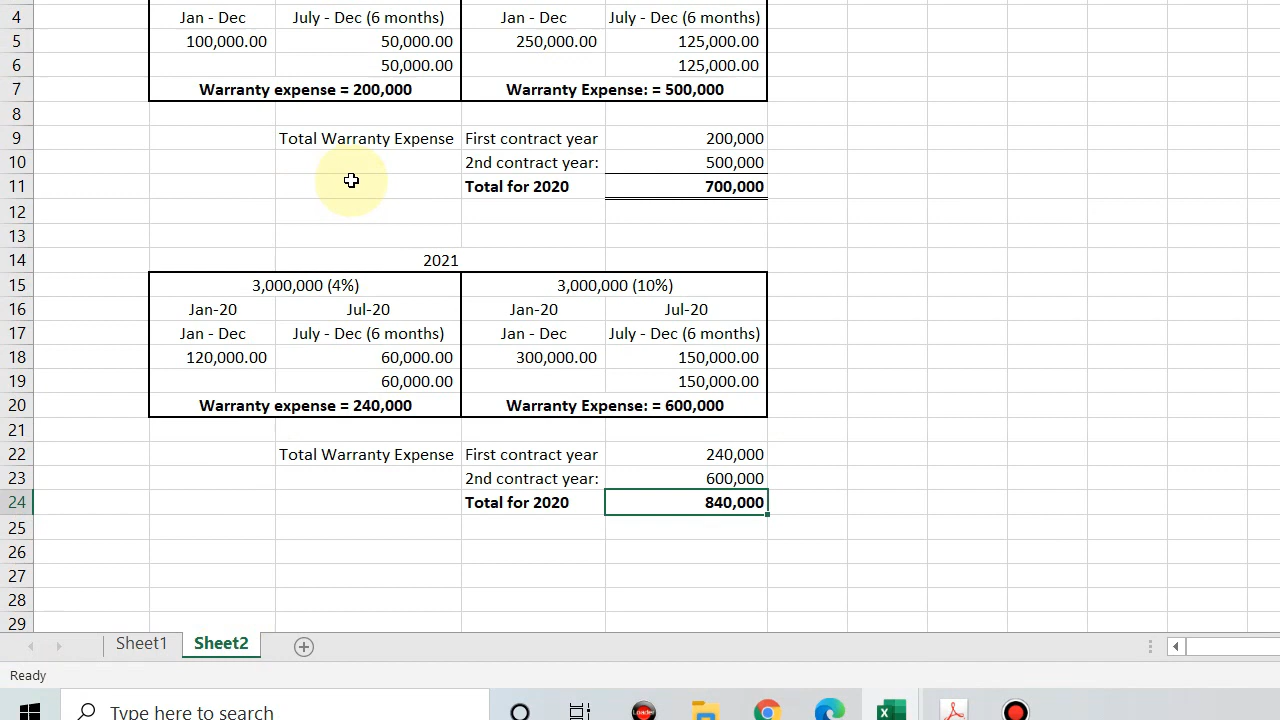 4 Jan - Dec July - Dec (6 months) Jan - Dec July - Dec (6 months)
5 100,000.00 50,000.00 250,000.00 125,000.00
6 50,000.00 125,000.00
7 Warranty expense = 200,000 Warranty Expense: = 500,000
8
9 Total Warranty Expense First contract year 200,000
10 2nd contract year: 500,000
11 Total for 2020 700,000
12
13
14 2021
15 3,000,000 (4%) 3,000,000 (10%)
16 Jan-20 Jul-20 Jan-20 Jul-20
17 Jan - Dec July - Dec (6 months) Jan - Dec July - Dec (6 months)
18 120,000.00 60,000.00 300,000.00 150,000.00
19 60,000.00 150,000.00
20 Warranty expense = 240,000 Warranty Expense: = 600,000
21
22 Total Warranty Expense First contract year 240,000
23 2nd contract year: 600,000
24 Total for 2020 840,000
25
26
27
28
29
Sheet1 Sheet2
Ready
Type here to search